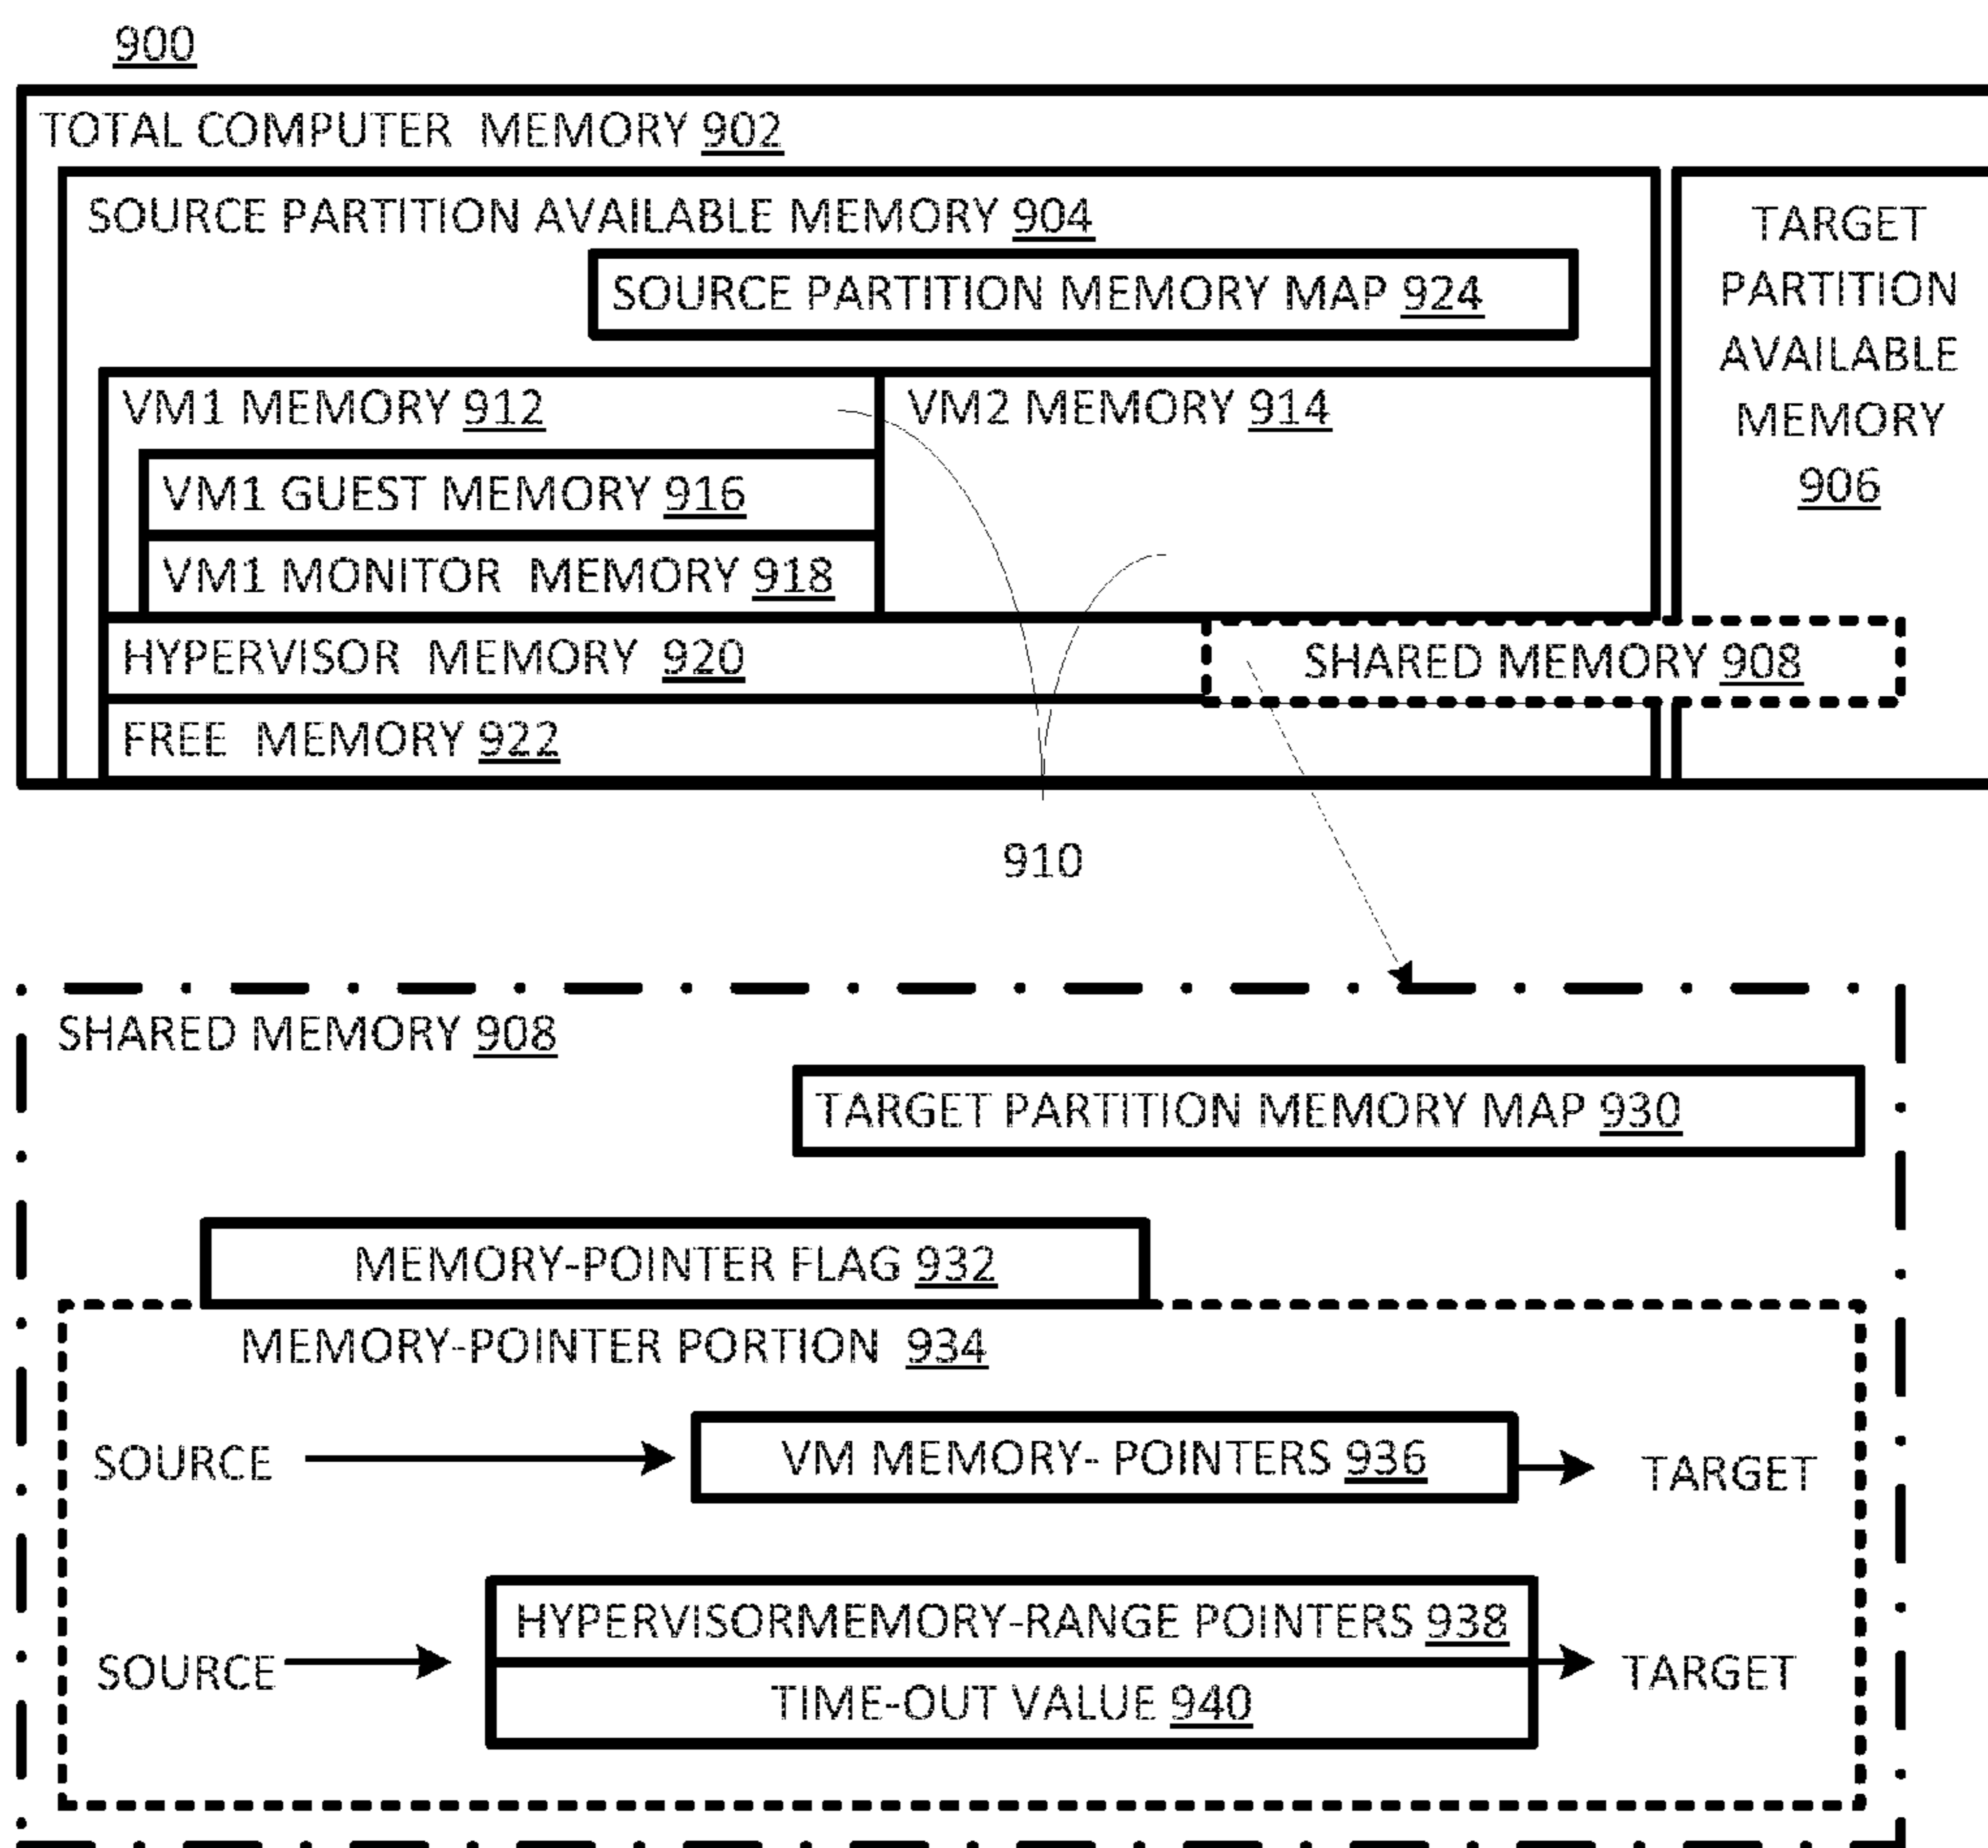 900
TOTAL COMPUTER MEMORY 902
SOURCE PARTITION AVAILABLE MEMORY 904
SOURCE PARTITION MEMORY MAP 924
TARGET
PARTITION
AVAILABLE
MEMORY
906
VM1 MEMORY 912
VM2 MEMORY 914
VM1 GUEST MEMORY 916
VM1 MONITOR MEMORY 918
HYPERVISOR MEMORY 920
SHARED MEMORY 908
FREE MEMORY 922
910
SHARED MEMORY 908
TARGET PARTITION MEMORY MAP 930
MEMORY-POINTER FLAG 932
MEMORY-POINTER PORTION 934
SOURCE
VM MEMORY- POINTERS 936
TARGET
HYPERVISORMEMORY-RANGE POINTERS 938
SOURCE
TARGET
TIME-OUT VALUE 940